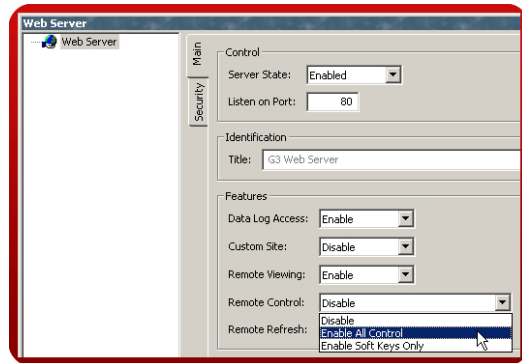 Web Server
Web Server
Main
Security
Control
Server State: Enabled
Listen on Port: 80
Identification
Title: G3 Web Server
Features
Data Log Access: Enable
Custom Site: Disable
Remote Viewing: Enable
Remote Control: Disable
Disable
Enable All Control
Remote Refresh:
Enable Soft Keys Only